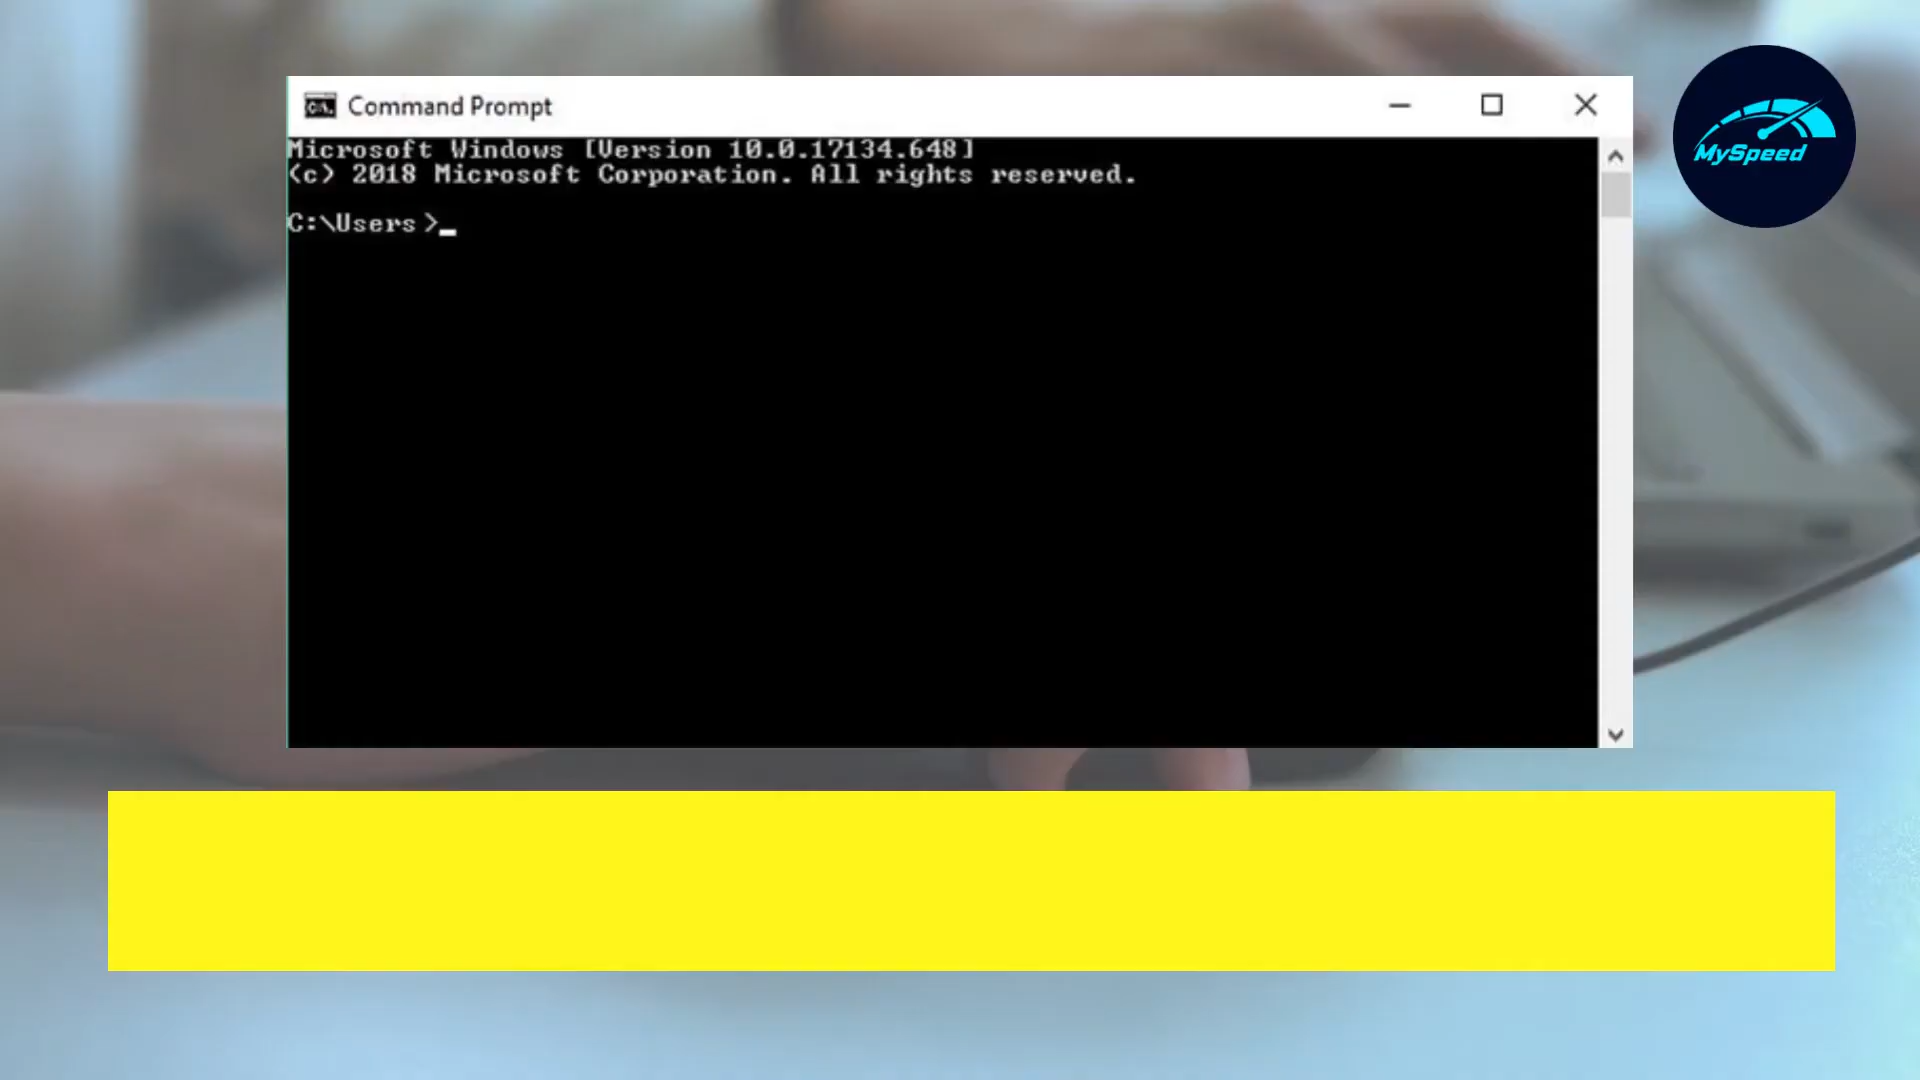 Command Prompt
Microsoft Windows [Version 10.0.17134.648]
(c) 2018 Microsoft Corporation. All rights reserved.
C:\Users>
MySpeed